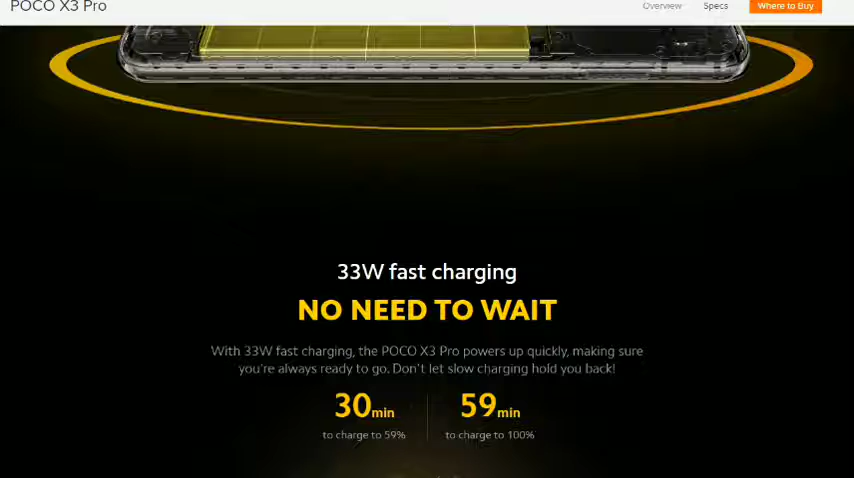 POCO X3 Pro
Overview Specs Where to Buy
33W fast charging
NO NEED TO WAIT
With 33W fast charging, the POCO X3 Pro powers up quickly, making sure
you're always ready to go. Don't let slow charging hold you back!
30min 59min
to charge to 59% to charge to 100%